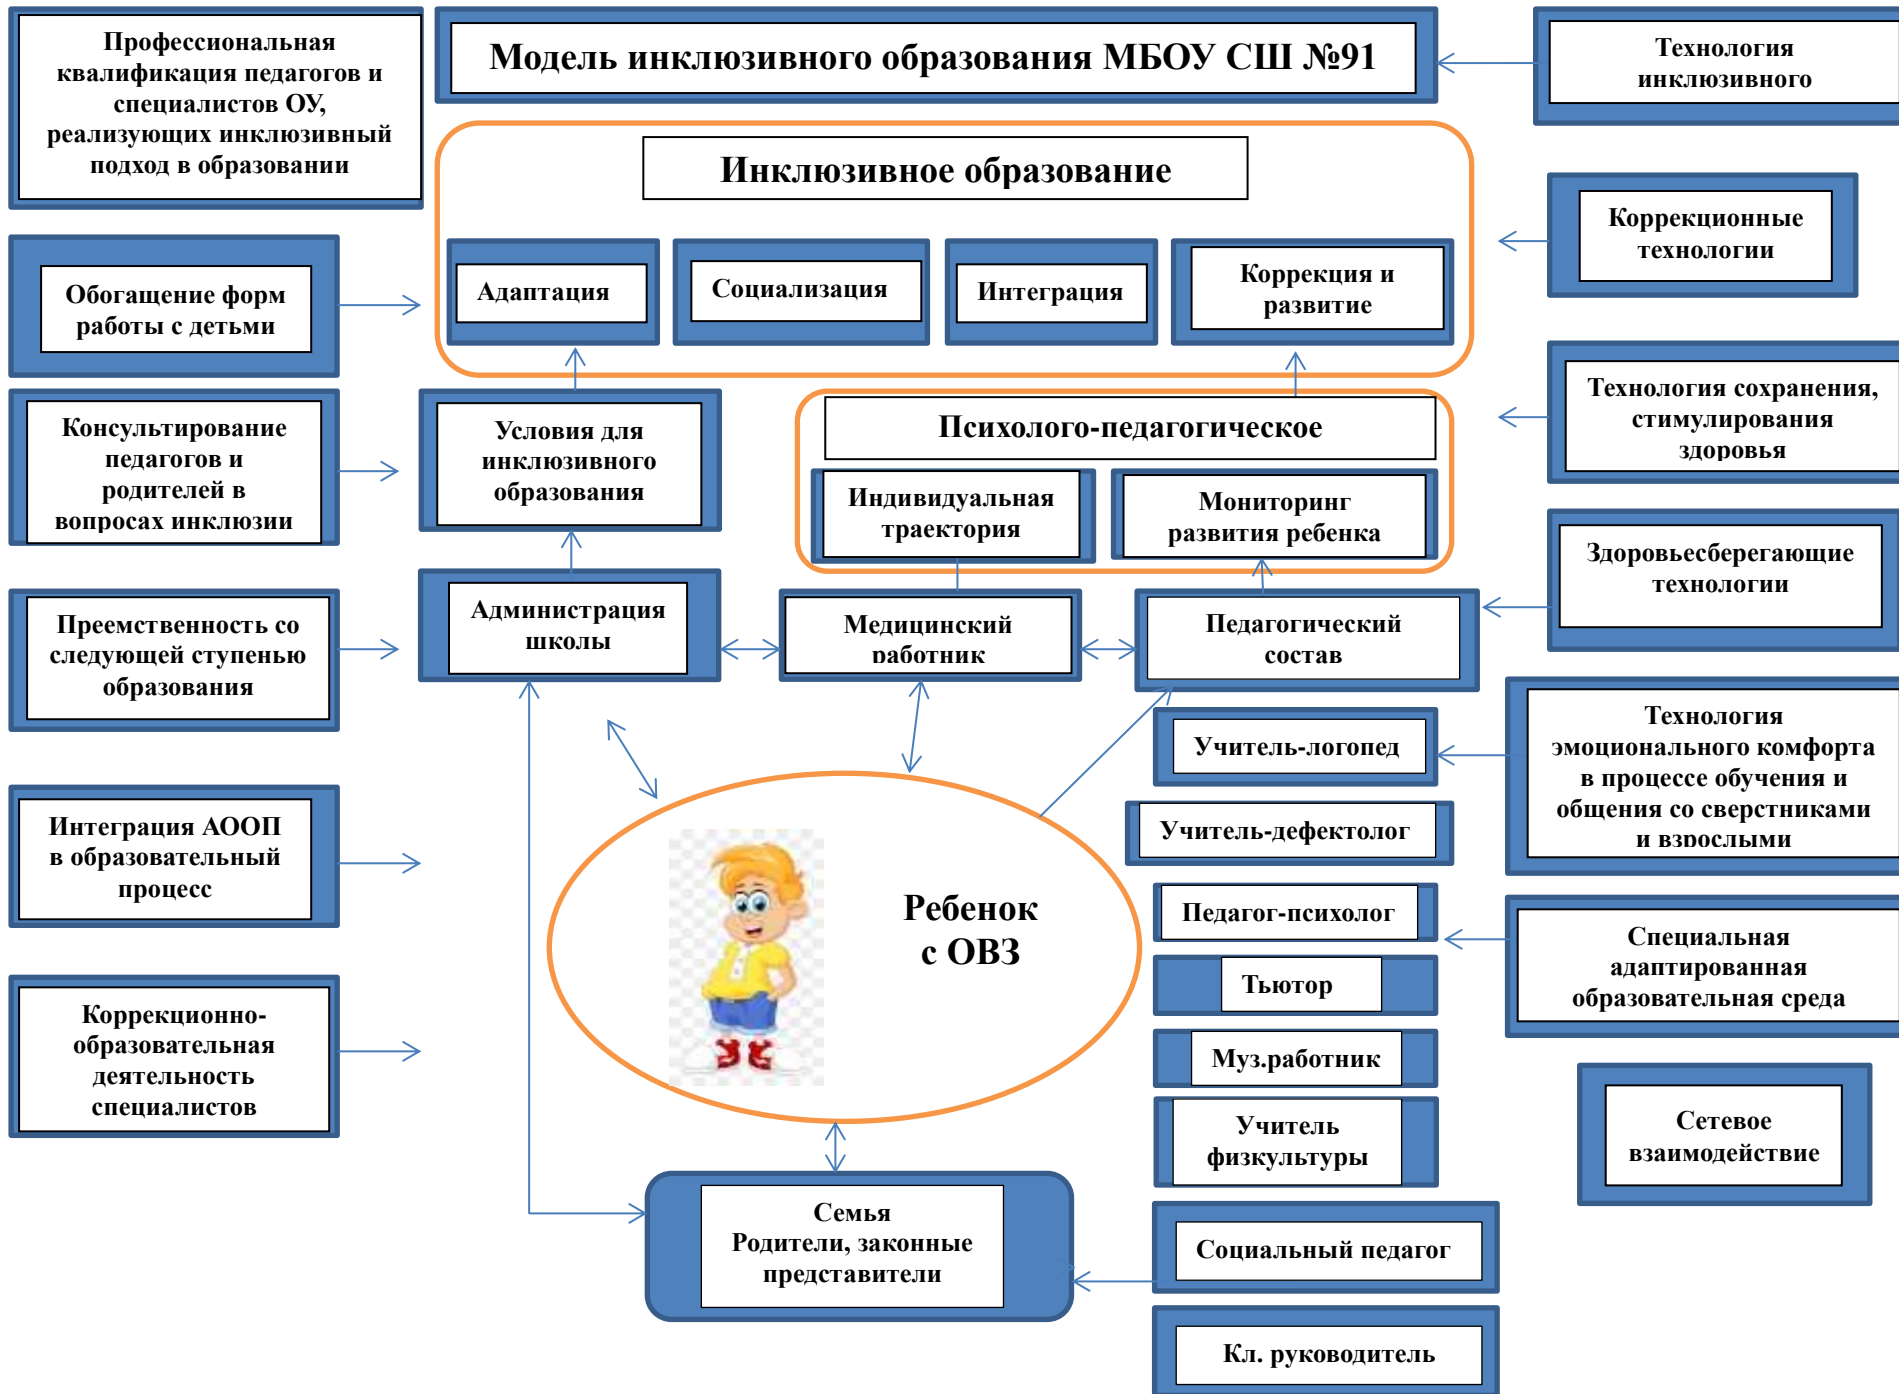 Профессиональная
квалификация педагогов и
специалистов ОУ,
реализующих инклюзивный
подход в образовании
Модель инклюзивного образования МБОУ СШ №91
Технология
инклюзивного
Инклюзивное образование
Коррекционные
технологии
Обогащение форм
работы с детьми
Адаптация
Социализация
Интеграция
Коррекция и
развитие
Консультирование
педагогов и
родителей в
вопросах инклюзии
Условия для
инклюзивного
образования
Психолого-педагогическое
Индивидуальная
траектория
Мониторинг
развития ребенка
Технология сохранения,
стимулирования
здоровья
Здоровьесберегающие
технологии
Преемственность со
следующей ступенью
образования
Администрация
школы
Медицинский
работник
Педагогический
состав
Учитель-логопед
Учитель-дефектолог
Педагог-психолог
Тьютор
Муз.работник
Учитель
физкультуры
Социальный педагог
Кл. руководитель
Технология
эмоционального комфорта
в процессе обучения и
общения со сверстниками
и взрослыми
Интеграция АООП
в образовательный
процесс
Ребенок
с ОВЗ
Специальная
адаптированная
образовательная среда
Коррекционно-
образовательная
деятельность
специалистов
Сетевое
взаимодействие
Семья
Родители, законные
представители